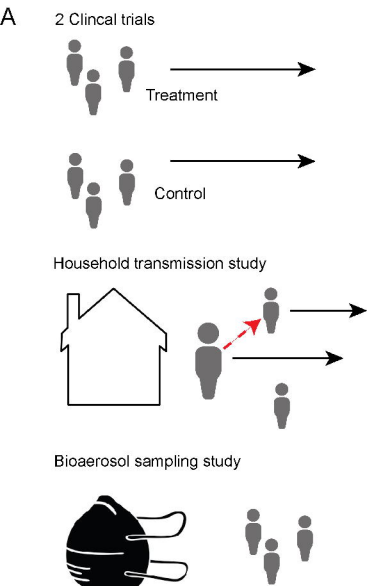 A
2 Clincal trials
Treatment
Control
Household transmission study
Bioaerosol sampling study